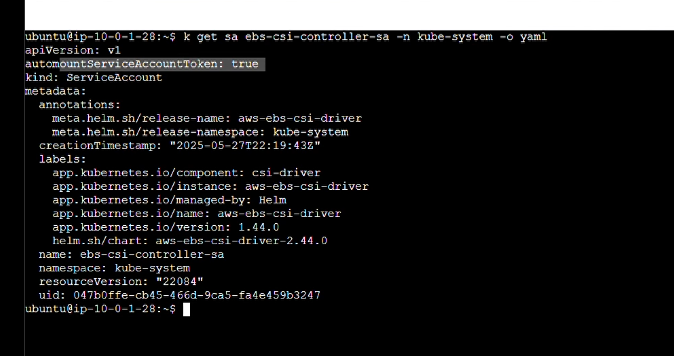 ubuntu@ip-10-0-1-28:~$ k get sa ebs-csi-controller-sa -n kube-system -o yaml
apiVersion: v1
automountServiceAccountToken: true
kind: ServiceAccount
metadata:
  annotations:
    meta.helm.sh/release-name: aws-ebs-csi-driver
    meta.helm.sh/release-namespace: kube-system
  creationTimestamp: "2025-05-27T22:19:43Z"
  labels:
    app.kubernetes.io/component: csi-driver
    app.kubernetes.io/instance: aws-ebs-csi-driver
    app.kubernetes.io/managed-by: Helm
    app.kubernetes.io/name: aws-ebs-csi-driver
    app.kubernetes.io/version: 1.44.0
    helm.sh/chart: aws-ebs-csi-driver-2.44.0
  name: ebs-csi-controller-sa
  namespace: kube-system
  resourceVersion: "22084"
  uid: 047b0ffe-cb45-466d-9ca5-fa4e459b3247
ubuntu@ip-10-0-1-28:~$